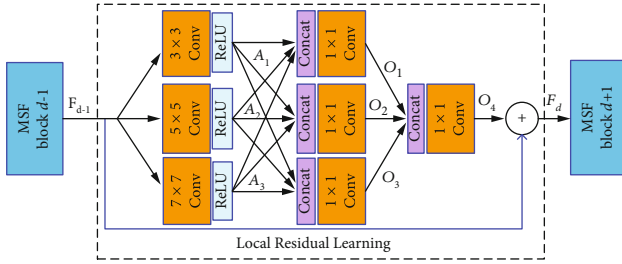 MSF
block d-1
F_{d-1}
3 × 3
Conv
ReLU
5 × 5
Conv
ReLU
7 × 7
Conv
ReLU
A_1
A_2
A_3
Concat
1 × 1
Conv
Concat
1 × 1
Conv
Concat
1 × 1
Conv
O_1
O_2
O_3
Concat
1 × 1
Conv
O_4
+
F_d
MSF
block d+1
Local Residual Learning